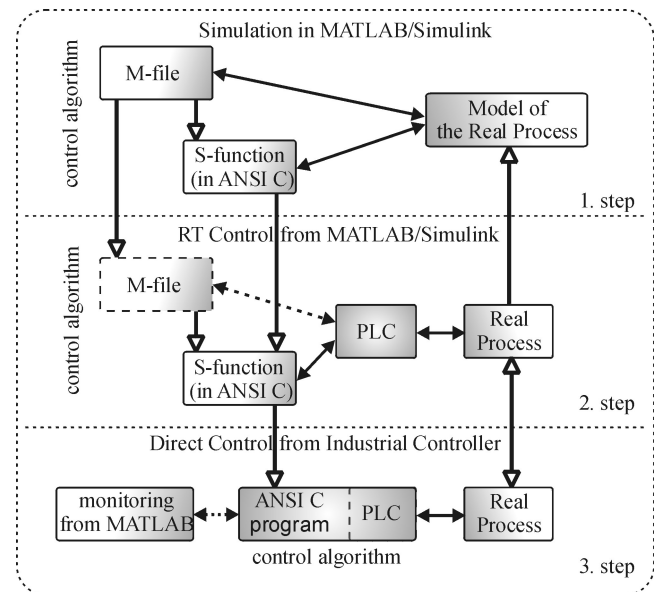 Simulation in MATLAB/Simulink
control algorithm
M-file
Model of
the Real Process
S-function
(in ANSI C)
1. step
RT Control from MATLAB/Simulink
control algorithm
M-file
PLC
Real
Process
S-function
(in ANSI C)
2. step
Direct Control from Industrial Controller
monitoring
from MATLAB
ANSI C
program
PLC
Real
Process
control algorithm
3. step